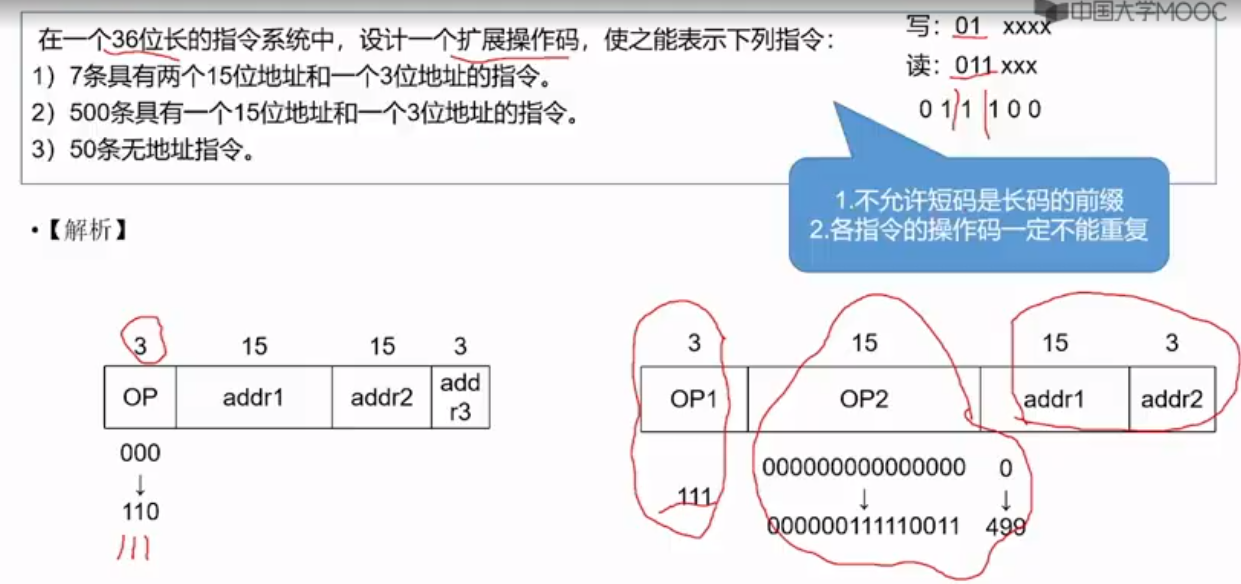 中国大学MOOC
在一个36位长的指令系统中，设计一个扩展操作码，使之能表示下列指令：
1）7条具有两个15位地址和一个3位地址的指令。
2）500条具有一个15位地址和一个3位地址的指令。
3）50条无地址指令。
写：01 xxxx
读：011 xxx
0 1 1 1 0 0
1.不允许短码是长码的前缀
2.各指令的操作码一定不能重复
•【解析】
3 15 15 3
OP addr1 addr2 add
r3
000
↓
110
111
3 15 15 3
OP1 OP2 addr1 addr2
111
000000000000000 0
↓ ↓
000000111110011 499